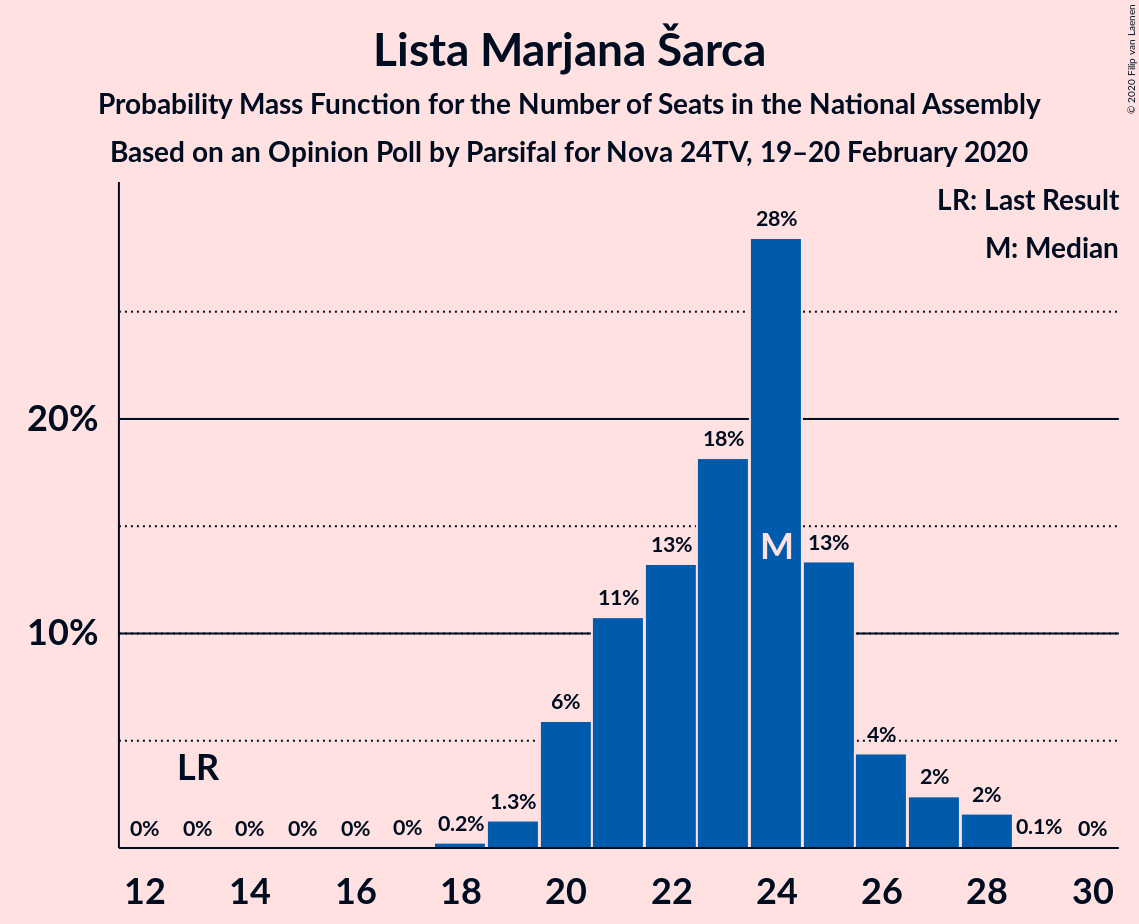 Lista Marjana Šarca
Probability Mass Function for the Number of Seats in the National Assembly
Based on an Opinion Poll by Parsifal for Nova 24TV, 19–20 February 2020
© 2020 Filip van Laenen
LR: Last Result
M: Median
20%
10%
0%
0%
0%
0%
0%
0%
0.2%
1.3%
6%
11%
13%
18%
28%
13%
4%
2%
2%
0.1%
0%
LR
M
12 14 16 18 20 22 24 26 28 30